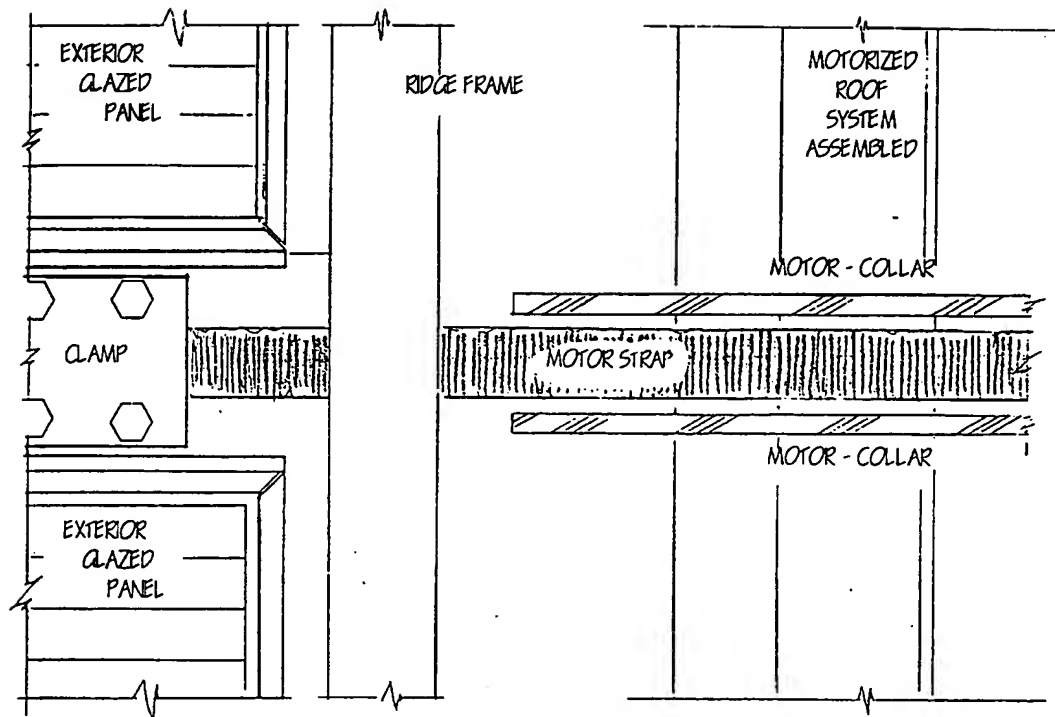 EXTERIOR
GLAZED
PANEL
RIDGE FRAME
MOTORIZED
ROOF
SYSTEM
ASSEMBLED
MOTOR - COLLAR
CLAMP
MOTOR STRAP
MOTOR - COLLAR
EXTERIOR
GLAZED
PANEL